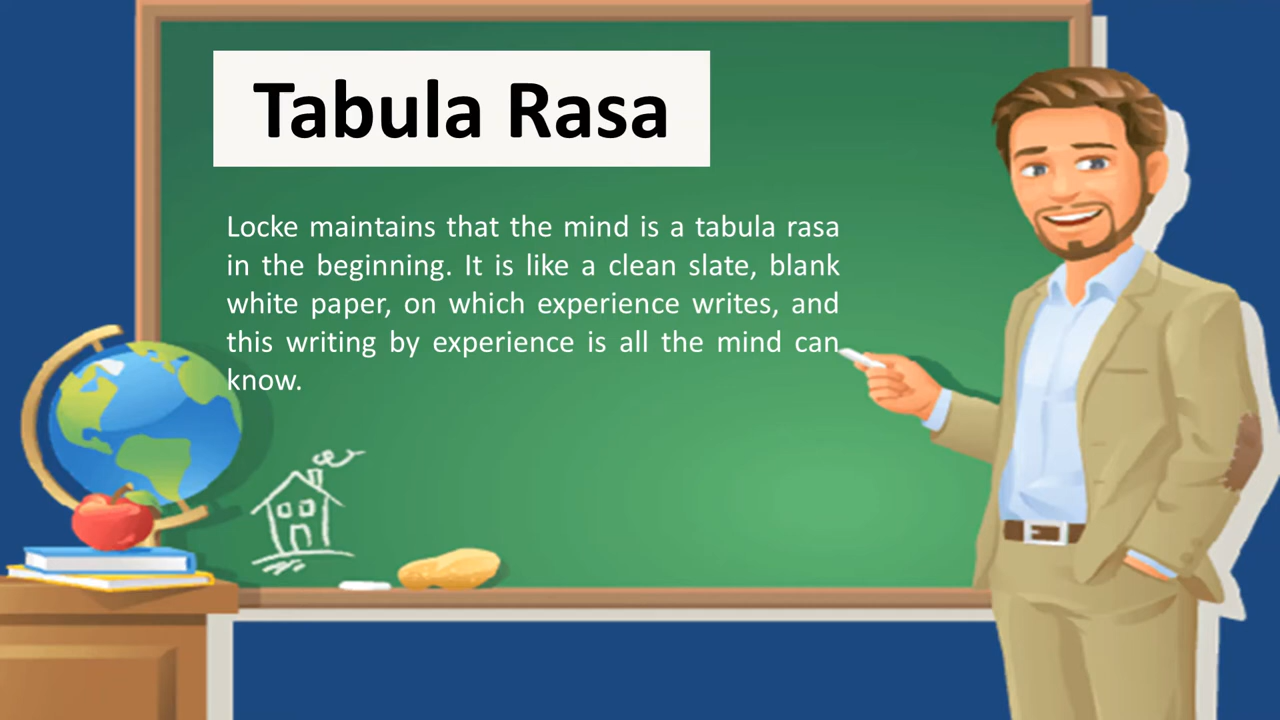 Tabula Rasa
Locke maintains that the mind is a tabula rasa
in the beginning. It is like a clean slate, blank
white paper, on which experience writes, and
this writing by experience is all the mind can
know.